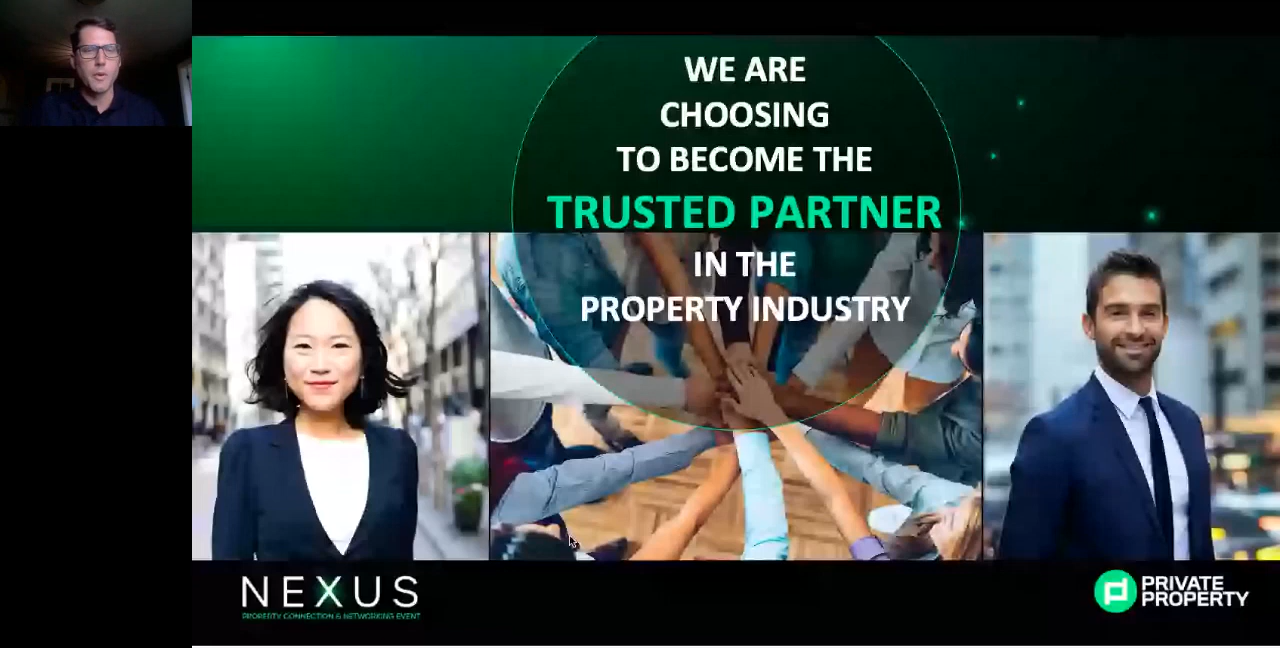 WE ARE
CHOOSING
TO BECOME THE
TRUSTED PARTNER
IN THE
PROPERTY INDUSTRY
NEXUS
PROPERTY CONNECTION & NETWORKING EVENT
PRIVATE
PROPERTY